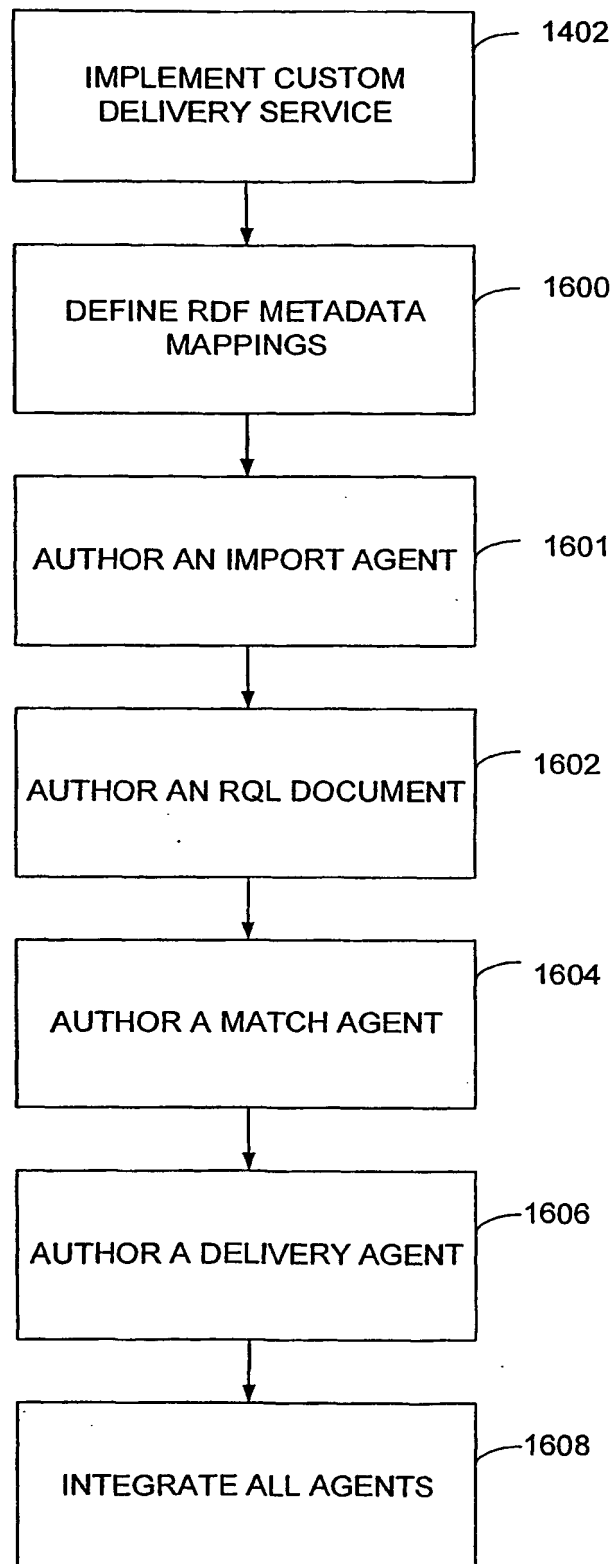 1402
IMPLEMENT CUSTOM
DELIVERY SERVICE
1600
DEFINE RDF METADATA
MAPPINGS
1601
AUTHOR AN IMPORT AGENT
1602
AUTHOR AN RQL DOCUMENT
1604
AUTHOR A MATCH AGENT
1606
AUTHOR A DELIVERY AGENT
1608
INTEGRATE ALL AGENTS